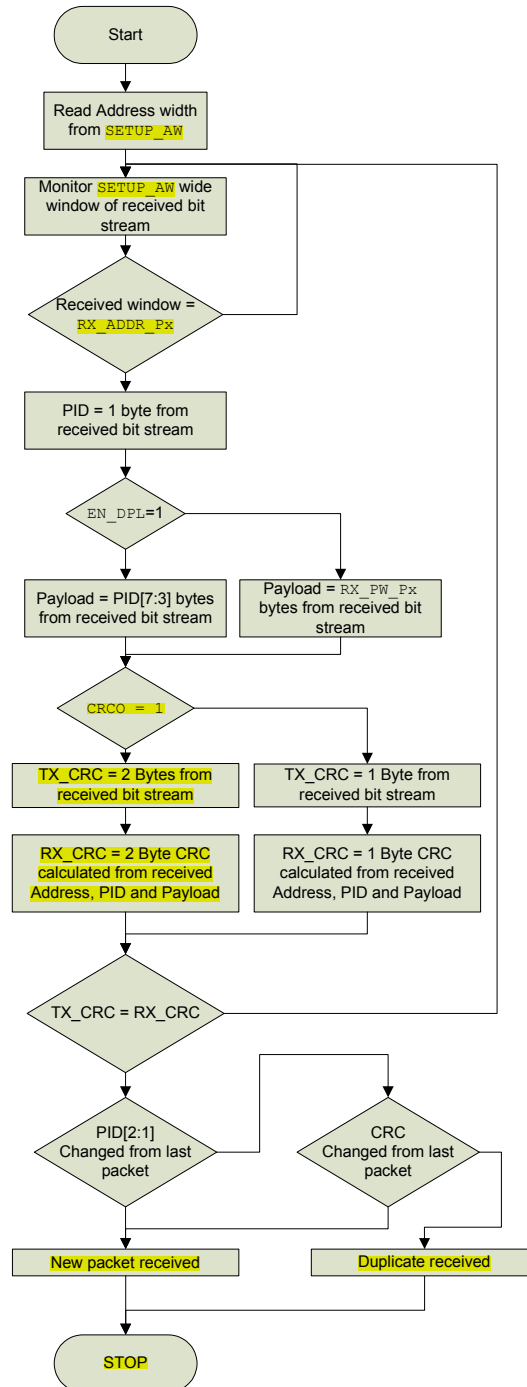 Start
Read Address width
from SETUP_AW
Monitor SETUP_AW wide
window of received bit
stream
Received window =
RX_ADDR_Px
PID = 1 byte from
received bit stream
EN_DPL=1
Payload = PID[7:3] bytes
from received bit stream
Payload = RX_PW_Px
bytes from received bit
stream
CRCO = 1
TX_CRC = 2 Bytes from
received bit stream
TX_CRC = 1 Byte from
received bit stream
RX_CRC = 2 Byte CRC
calculated from received
Address, PID and Payload
RX_CRC = 1 Byte CRC
calculated from received
Address, PID and Payload
TX_CRC = RX_CRC
PID[2:1]
Changed from last
packet
CRC
Changed from last
packet
New packet received
Duplicate received
STOP